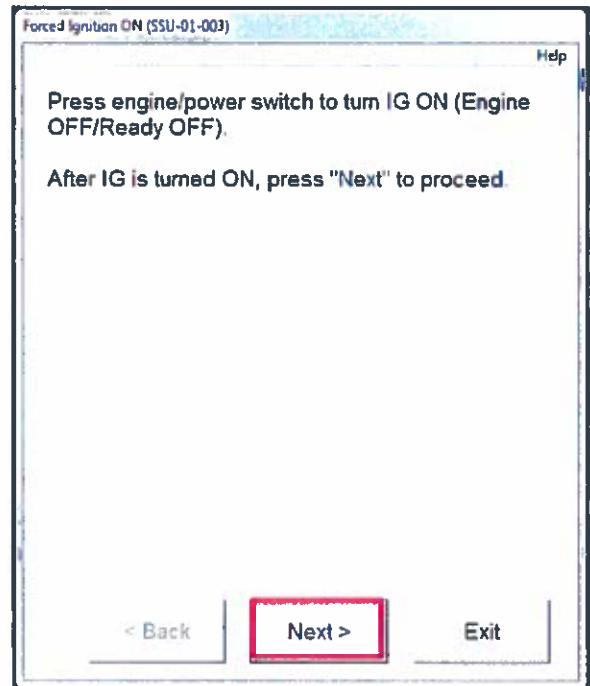 Forced Ignition ON (SSU-01-003)
Help
Press engine/power switch to turn IG ON (Engine
OFF/Ready OFF).
After IG is turned ON, press "Next" to proceed.
< Back
Next >
Exit